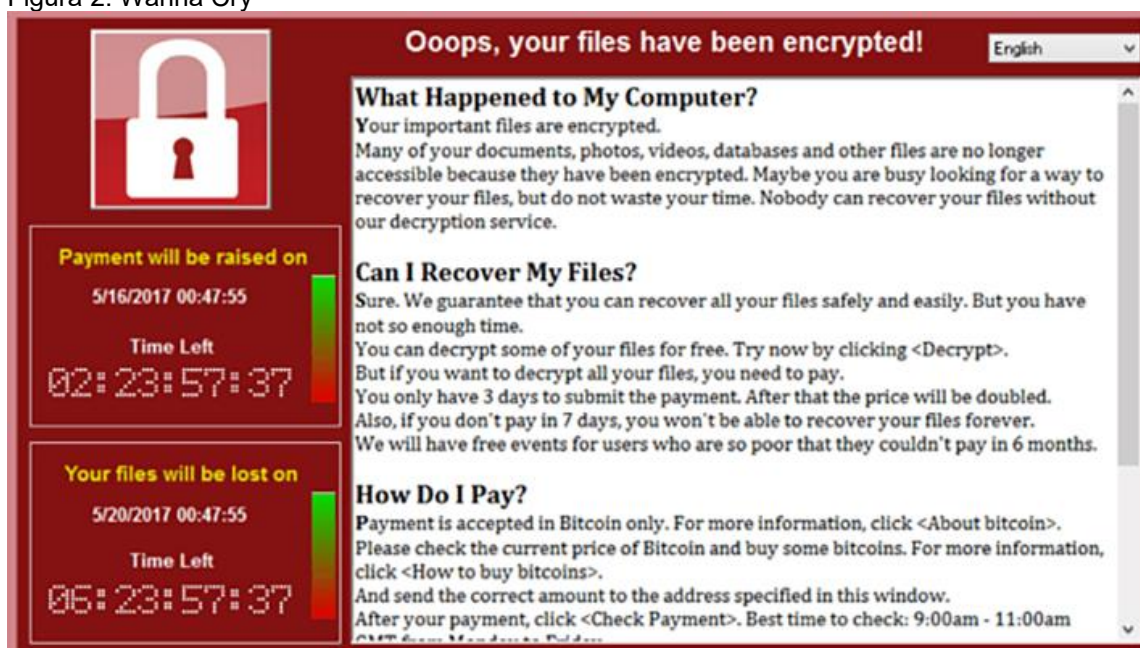 Figura 2. Wanna Cry
Ooops, your files have been encrypted!
English
What Happened to My Computer?
Your important files are encrypted.
Many of your documents, photos, videos, databases and other files are no longer
accessible because they have been encrypted. Maybe you are busy looking for a way to
recover your files, but do not waste your time. Nobody can recover your files without
our decryption service.
Can I Recover My Files?
Sure. We guarantee that you can recover all your files safely and easily. But you have
not so enough time.
You can decrypt some of your files for free. Try now by clicking <Decrypt>.
But if you want to decrypt all your files, you need to pay.
You only have 3 days to submit the payment. After that the price will be doubled.
Also, if you don't pay in 7 days, you won't be able to recover your files forever.
We will have free events for users who are so poor that they couldn't pay in 6 months.
How Do I Pay?
Payment is accepted in Bitcoin only. For more information, click <About bitcoin>.
Please check the current price of Bitcoin and buy some bitcoins. For more information,
click <How to buy bitcoins>.
And send the correct amount to the address specified in this window.
After your payment, click <Check Payment>. Best time to check: 9:00am - 11:00am
GMT from Monday to Friday
Payment will be raised on
5/16/2017 00:47:55
Time Left
02:23:57:37
Your files will be lost on
5/20/2017 00:47:55
Time Left
06:23:57:37